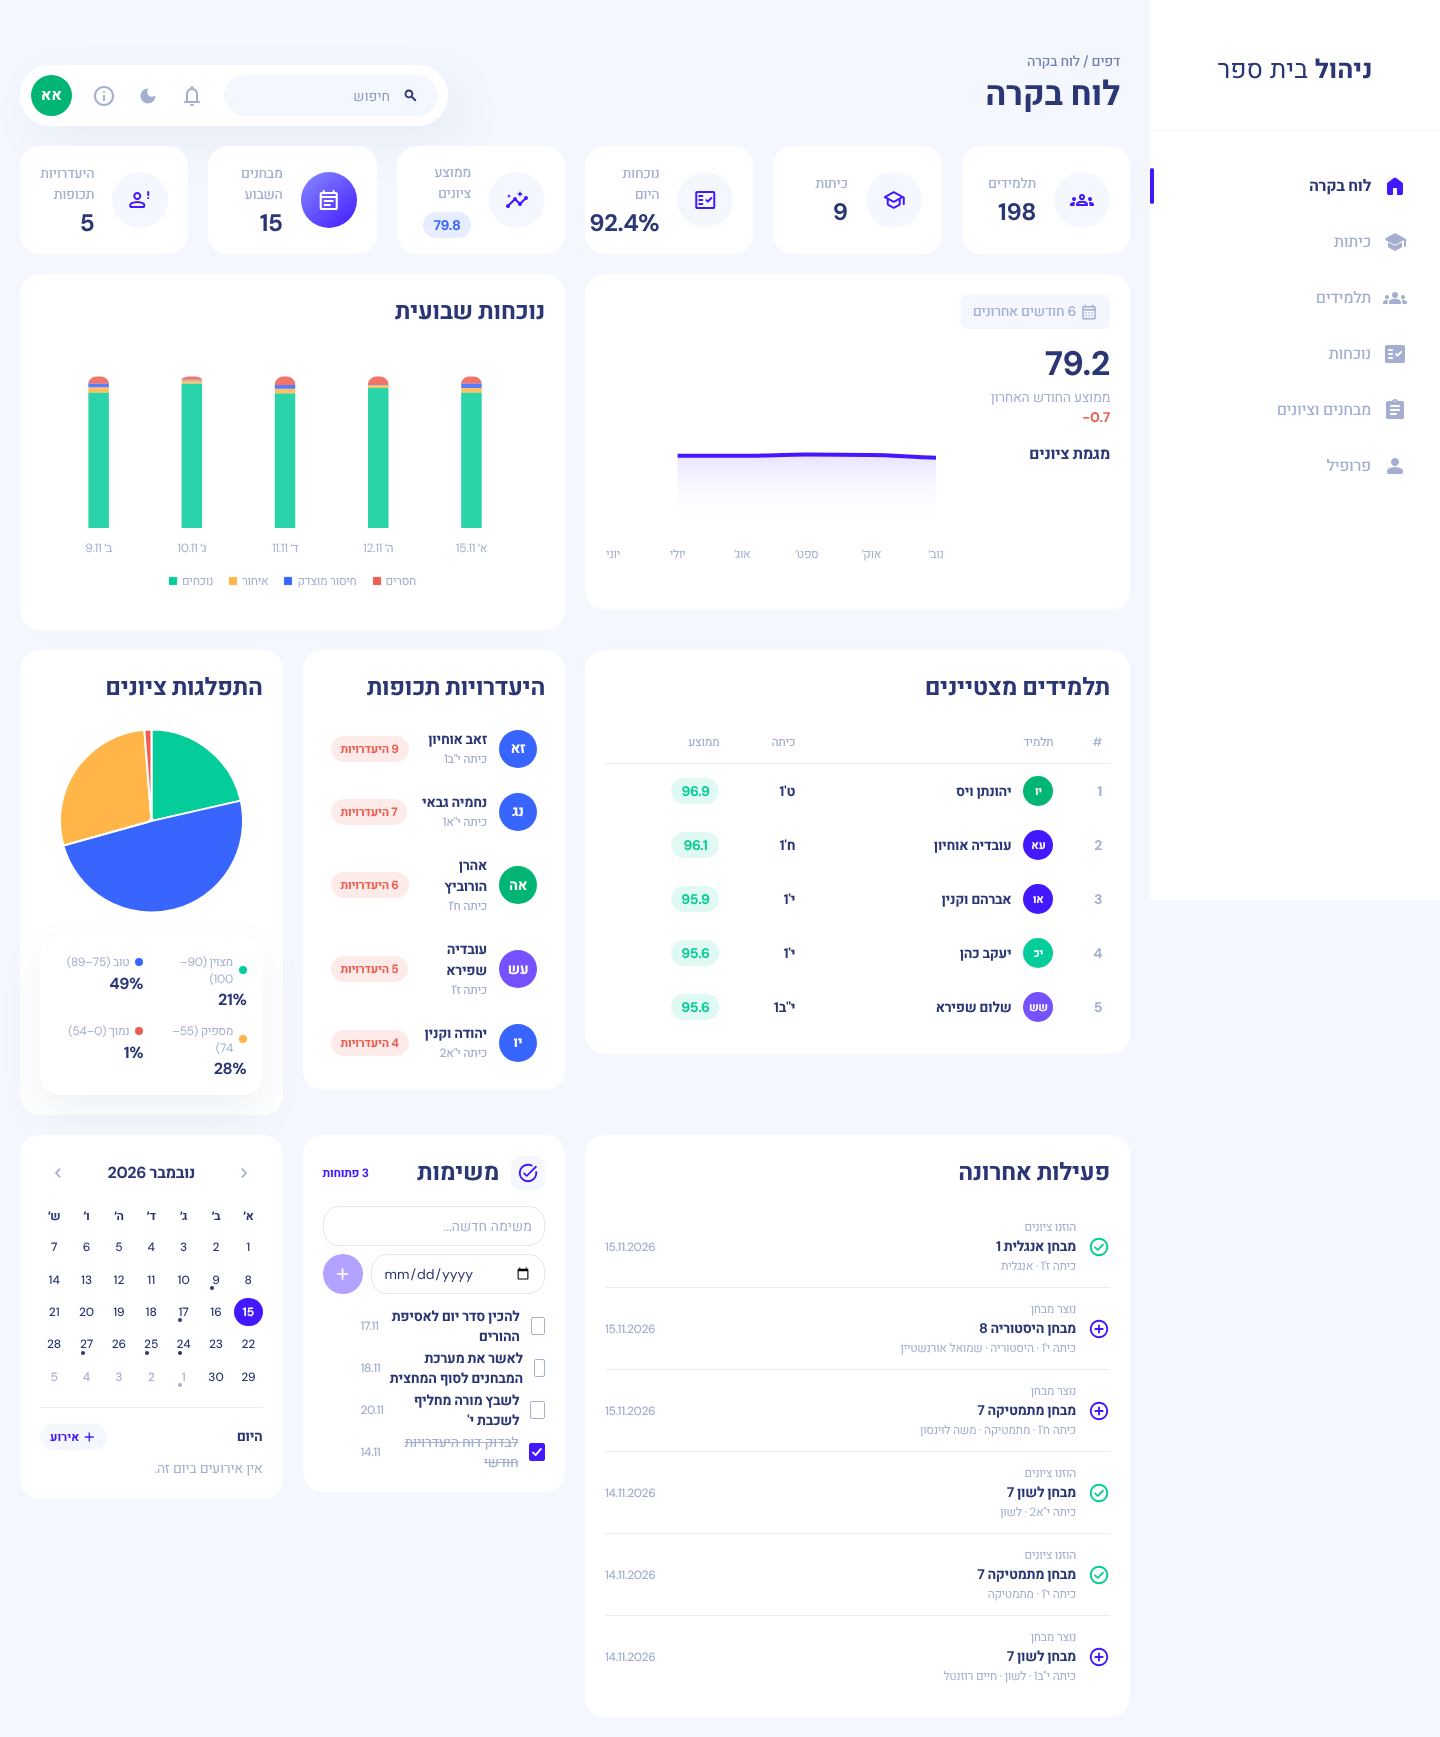 ניהול בית ספר
לוח בקרה
כיתות
תלמידים
נוכחות
מבחנים וציונים
פרופיל
דפים / לוח בקרה
לוח בקרה
חיפוש
אא
תלמידים
198
כיתות
9
נוכחות
היום
92.4%
ממוצע
ציונים
79.8
מבחנים
השבוע
15
היעדרויות
תכופות
5
6 חודשים אחרונים
79.2
ממוצע החודש האחרון
-0.7
מגמת ציונים
יוני
יולי
אוג׳
ספט׳
אוק׳
נוב׳
נוכחות שבועית
א׳ 15.11
ה׳ 12.11
ד׳ 11.11
ג׳ 10.11
ב׳ 9.11
חסרים
חיסור מוצדק
איחור
נוכחים
תלמידים מצטיינים
# תלמיד כיתה ממוצע
1 יו יהונתן ויס ט'1 96.9
2 עא עובדיה אוחיון ח'1 96.1
3 או אברהם וקנין י'1 95.9
4 יכ יעקב כהן י'1 95.6
5 שש שלום שפירא י"ב1 95.6
היעדרויות תכופות
זא
זאב אוחיון
כיתה י"ב1
9 היעדרויות
נג
נחמיה גבאי
כיתה י"א1
7 היעדרויות
אה
אהרן
הורוביץ
כיתה ח'1
6 היעדרויות
עש
עובדיה
שפירא
כיתה ז'1
5 היעדרויות
יו
יהודה וקנין
כיתה י"א2
4 היעדרויות
התפלגות ציונים
מצוין (90–
100)
21%
טוב (75–89)
49%
מספיק (55–
74)
28%
נמוך (0–54)
1%
פעילות אחרונה
הוזנו ציונים
מבחן אנגלית 1
כיתה ז'1 · אנגלית
15.11.2026
נוצר מבחן
מבחן היסטוריה 8
כיתה י'1 · היסטוריה · שמואל אורנשטיין
15.11.2026
נוצר מבחן
מבחן מתמטיקה 7
כיתה ח'1 · מתמטיקה · משה לוינסון
15.11.2026
הוזנו ציונים
מבחן לשון 7
כיתה י"א2 · לשון
14.11.2026
הוזנו ציונים
מבחן מתמטיקה 7
כיתה י'1 · מתמטיקה
14.11.2026
נוצר מבחן
מבחן לשון 7
כיתה י"ב1 · לשון · חיים רוזנטל
14.11.2026
משימות
3 פתוחות
משימה חדשה...
mm/dd/yyyy
+
להכין סדר יום לאסיפת
ההורים
17.11
לאשר את מערכת
המבחנים לסוף המחצית
18.11
לשבץ מורה מחליף
לשכבת י'
20.11
לבדוק דוח היעדרויות
חודשי
14.11
נובמבר 2026
א׳ ב׳ ג׳ ד׳ ה׳ ו׳ ש׳
1 2 3 4 5 6 7
8 9 10 11 12 13 14
15 16 17 18 19 20 21
22 23 24 25 26 27 28
29 30 1 2 3 4 5
היום
+ אירוע
אין אירועים ביום זה.